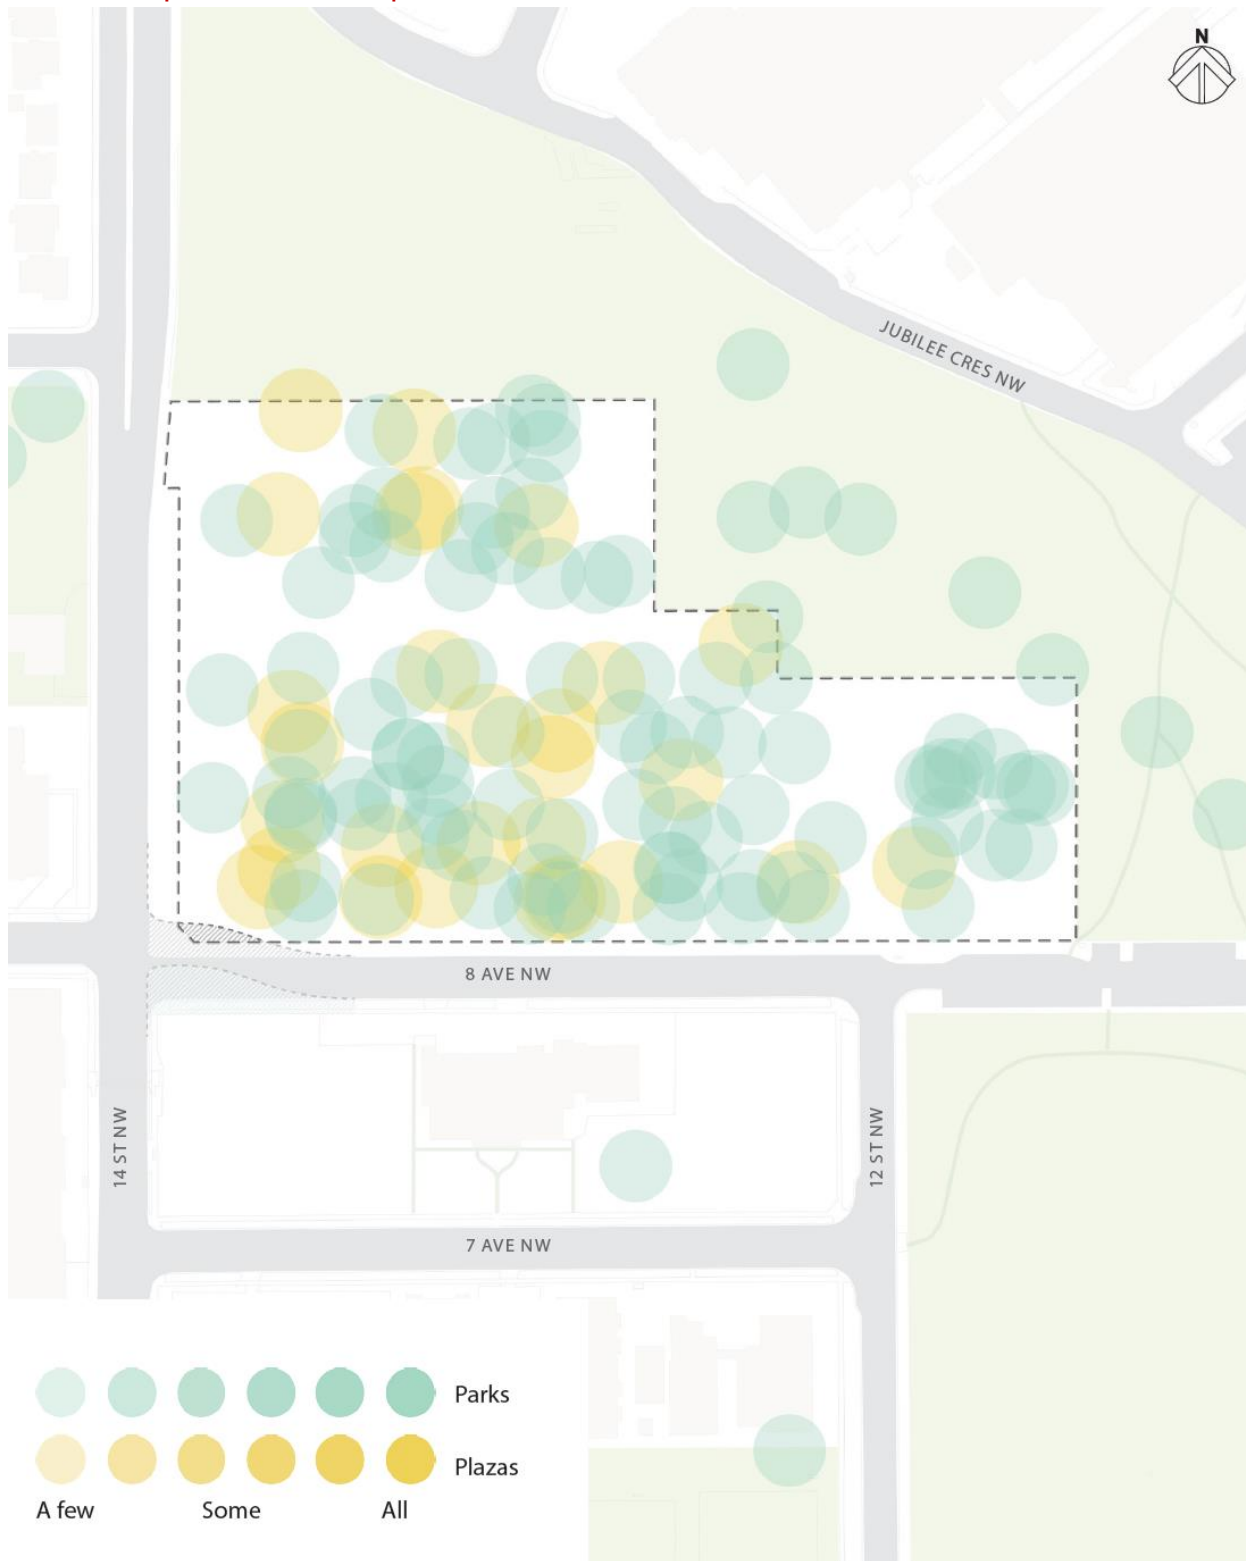 N
JUBILEE CRES NW
8 AVE NW
14 ST NW
12 ST NW
7 AVE NW
Parks
Plazas
A few Some All